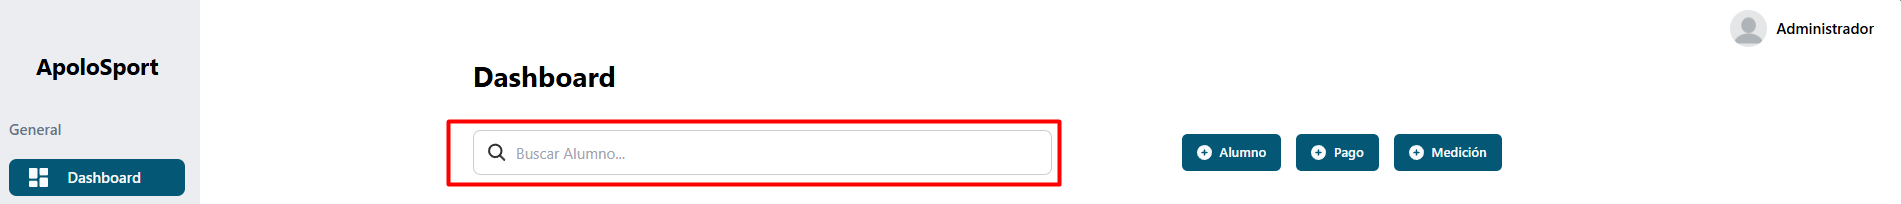 ApoloSport
General
Dashboard
Administrador
Dashboard
Buscar Alumno...
Alumno
Pago
Medición